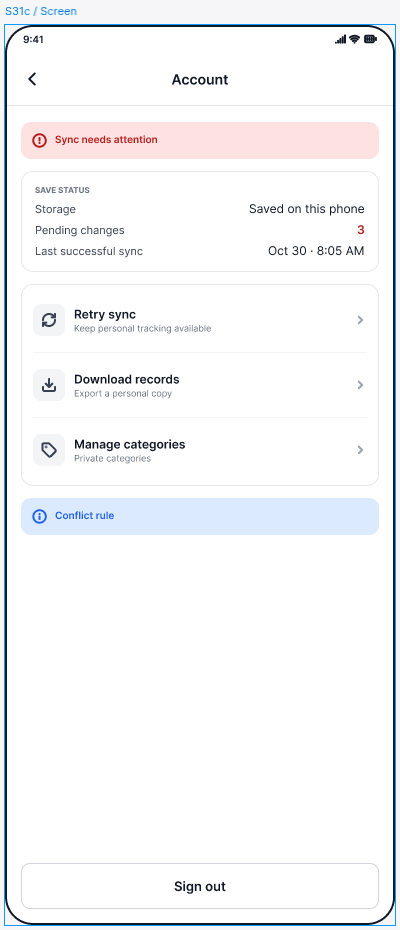 S31c / Screen
9:41
Account
Sync needs attention
SAVE STATUS
Storage Saved on this phone
Pending changes 3
Last successful sync Oct 30 · 8:05 AM
Retry sync
Keep personal tracking available
Download records
Export a personal copy
Manage categories
Private categories
Conflict rule
Sign out